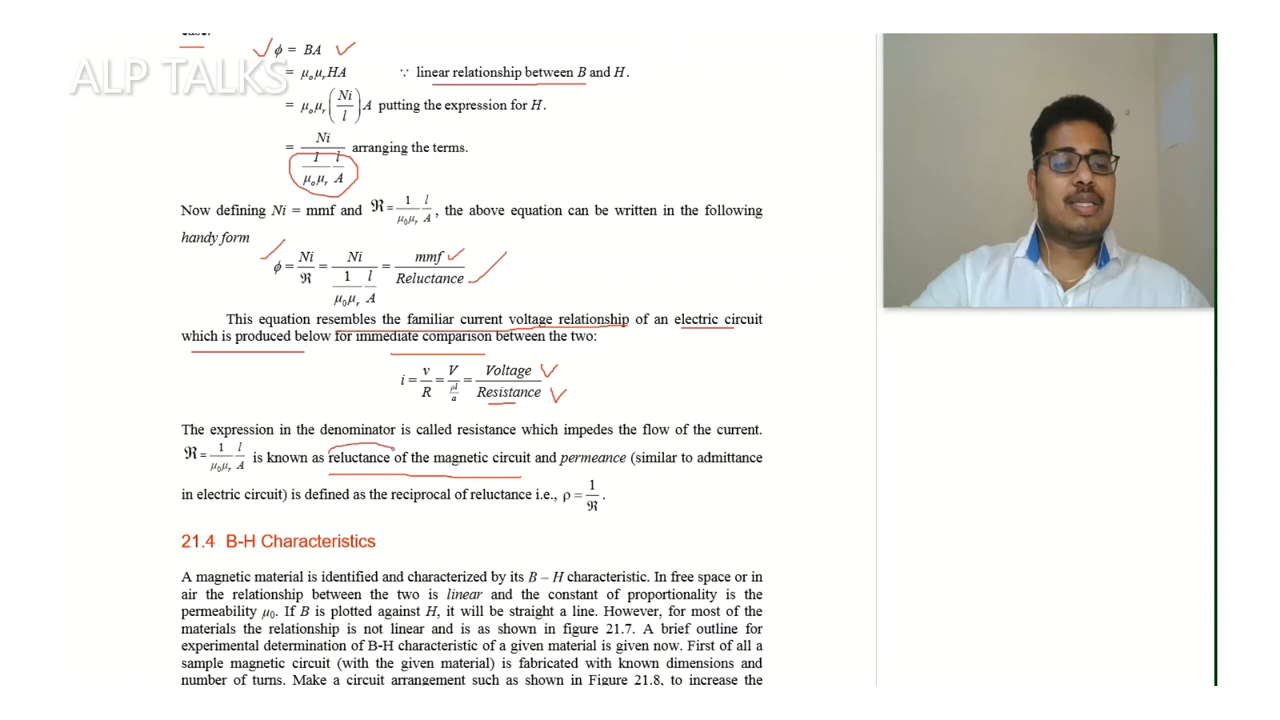 ALP TALKS
ϕ = BA
= μₒμᵣHA ∵ linear relationship between B and H.
= μₒμᵣ(Ni/l)A putting the expression for H.
= Ni / (1/μₒμᵣ l/A) arranging the terms.
Now defining Ni = mmf and ℜ = 1/μ₀μᵣ l/A, the above equation can be written in the following
handy form
ϕ = Ni/ℜ = Ni / (1/μ₀μᵣ l/A) = mmf/Reluctance
This equation resembles the familiar current voltage relationship of an electric circuit
which is produced below for immediate comparison between the two:
i = v/R = V/(ρl/a) = Voltage/Resistance
The expression in the denominator is called resistance which impedes the flow of the current.
ℜ = 1/μ₀μᵣ l/A is known as reluctance of the magnetic circuit and permeance (similar to admittance
in electric circuit) is defined as the reciprocal of reluctance i.e., ρ = 1/ℜ.
21.4 B-H Characteristics
A magnetic material is identified and characterized by its B – H characteristic. In free space or in
air the relationship between the two is linear and the constant of proportionality is the
permeability μ₀. If B is plotted against H, it will be straight a line. However, for most of the
materials the relationship is not linear and is as shown in figure 21.7. A brief outline for
experimental determination of B-H characteristic of a given material is given now. First of all a
sample magnetic circuit (with the given material) is fabricated with known dimensions and
number of turns. Make a circuit arrangement such as shown in Figure 21.8, to increase the